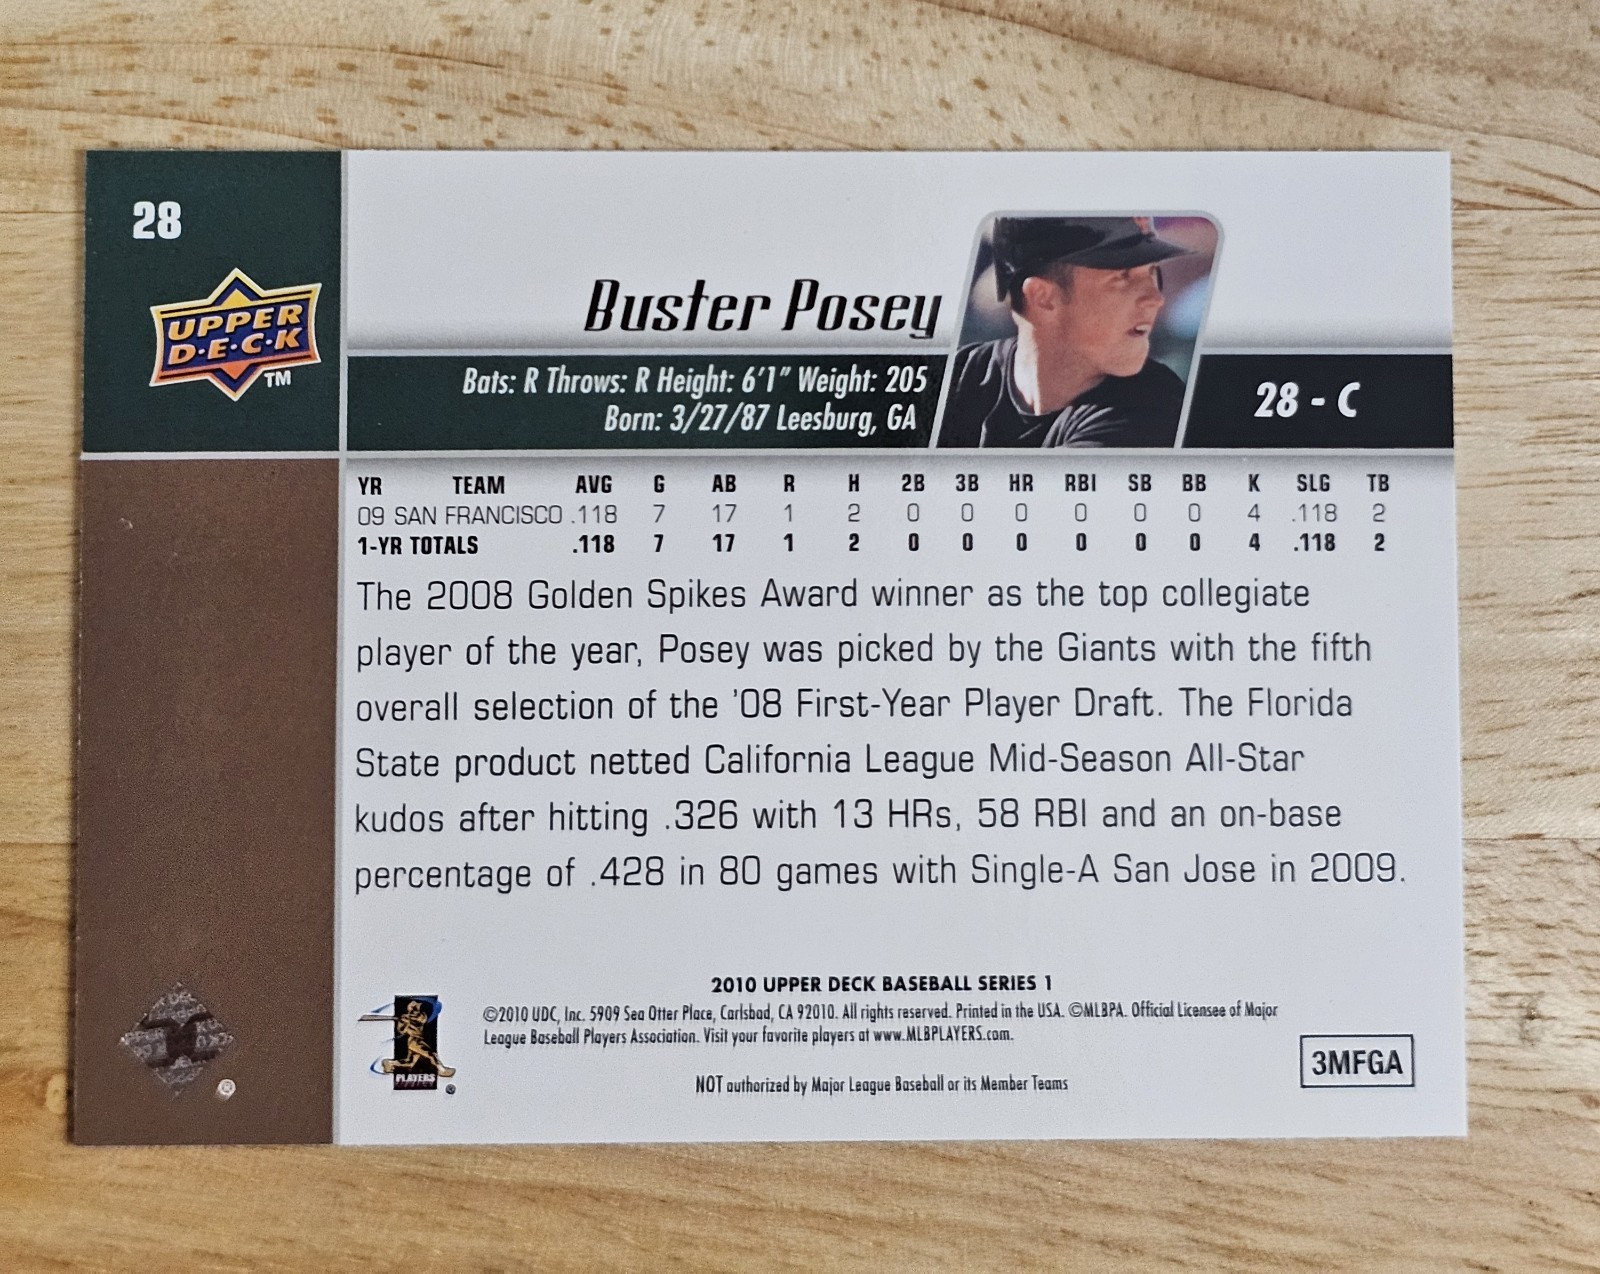 28
UPPER
D·E·C·K
TM
Buster Posey
Bats: R Throws: R Height: 6'1" Weight: 205
Born: 3/27/87 Leesburg, GA
28 - C
YR TEAM AVG G AB R H 2B 3B HR RBI SB BB K SLG TB
09 SAN FRANCISCO .118 7 17 1 2 0 0 0 0 0 0 4 .118 2
1-YR TOTALS .118 7 17 1 2 0 0 0 0 0 0 4 .118 2
The 2008 Golden Spikes Award winner as the top collegiate
player of the year, Posey was picked by the Giants with the fifth
overall selection of the '08 First-Year Player Draft. The Florida
State product netted California League Mid-Season All-Star
kudos after hitting .326 with 13 HRs, 58 RBI and an on-base
percentage of .428 in 80 games with Single-A San Jose in 2009.
2010 UPPER DECK BASEBALL SERIES 1
©2010 UDC, Inc. 5909 Sea Otter Place, Carlsbad, CA 92010. All rights reserved. Printed in the USA. ©MLBPA. Official Licensee of Major
League Baseball Players Association. Visit your favorite players at www.MLBPLAYERS.com.
NOT authorized by Major League Baseball or its Member Teams
PLAYERS
®
®
3MFGA